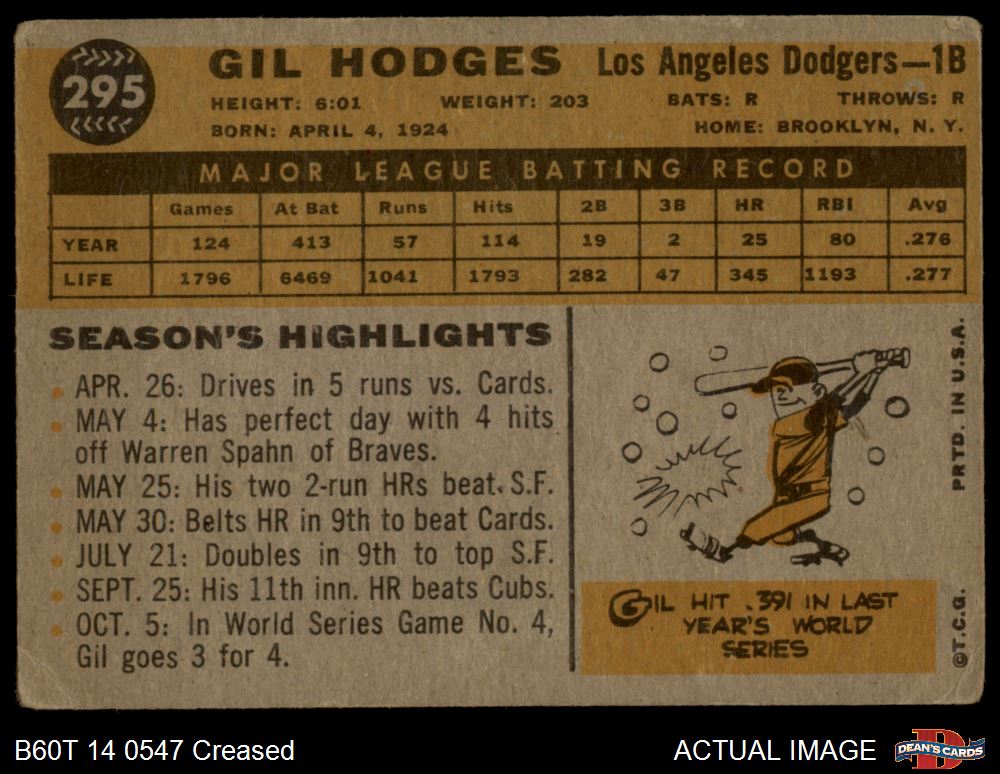 295
GIL HODGES Los Angeles Dodgers—1B
HEIGHT: 6:01 WEIGHT: 203 BATS: R THROWS: R
BORN: APRIL 4, 1924 HOME: BROOKLYN, N. Y.
MAJOR LEAGUE BATTING RECORD
Games At Bat Runs Hits 2B 3B HR RBI Avg
YEAR 124 413 57 114 19 2 25 80 .276
LIFE 1796 6469 1041 1793 282 47 345 1193 .277
SEASON'S HIGHLIGHTS
APR. 26: Drives in 5 runs vs. Cards.
MAY 4: Has perfect day with 4 hits
off Warren Spahn of Braves.
MAY 25: His two 2-run HRs beat S.F.
MAY 30: Belts HR in 9th to beat Cards.
JULY 21: Doubles in 9th to top S.F.
SEPT. 25: His 11th inn. HR beats Cubs.
OCT. 5: In World Series Game No. 4,
Gil goes 3 for 4.
GIL HIT .391 IN LAST
YEAR'S WORLD
SERIES
PRTD. IN U.S.A.
©T.C.G.
B60T 14 0547 Creased ACTUAL IMAGE
D
DEAN'S CARDS